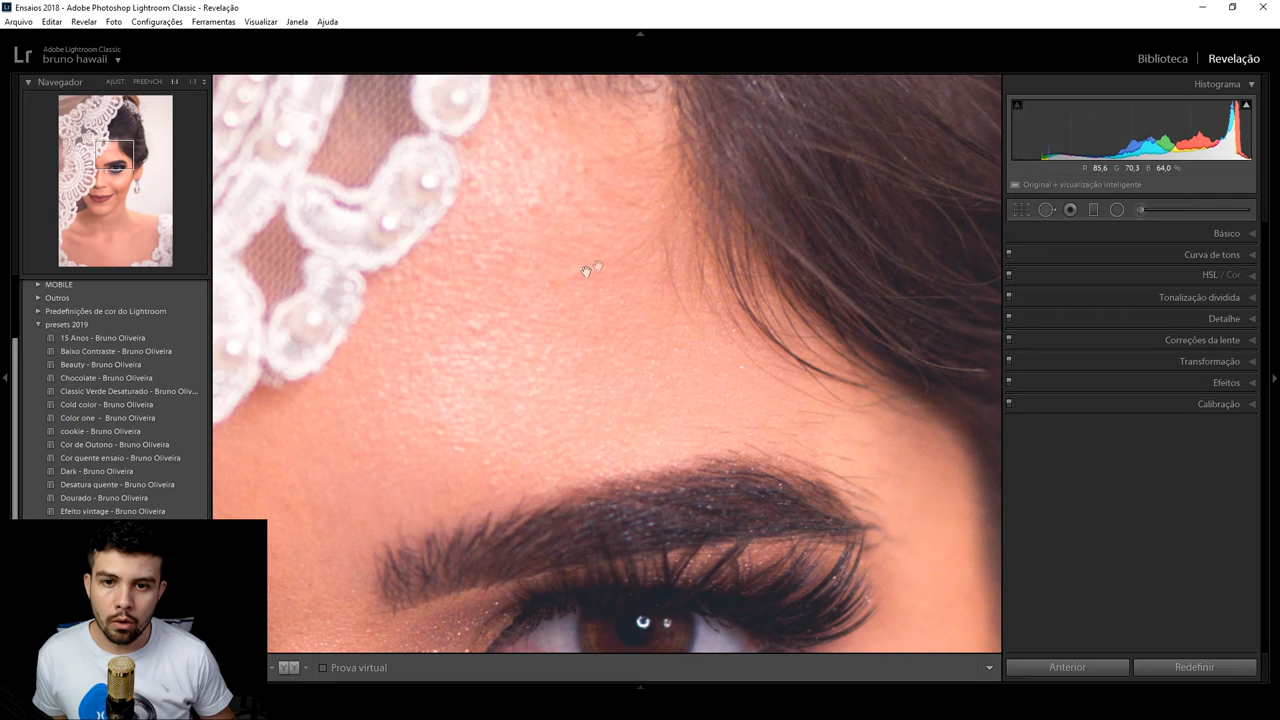 Ensaios 2018 - Adobe Photoshop Lightroom Classic - Revelação
Arquivo Editar Revelar Foto Configurações Ferramentas Visualizar Janela Ajuda
Lr
Adobe Lightroom Classic
bruno hawaii
Biblioteca | Revelação
Navegador AJUST PREENCH 1:1 1:3
Histograma
R 85,6 G 70,3 B 64,0 %
Original + visualização inteligente
Básico
Curva de tons
HSL / Cor
Tonalização dividida
Detalhe
Correções da lente
Transformação
Efeitos
Calibração
MOBILE
Outros
Predefinições de cor do Lightroom
presets 2019
15 Anos - Bruno Oliveira
Baixo Contraste - Bruno Oliveira
Beauty - Bruno Oliveira
Chocolate - Bruno Oliveira
Classic Verde Desaturado - Bruno Oliv...
Cold color - Bruno Oliveira
Color one - Bruno Oliveira
cookie - Bruno Oliveira
Cor de Outono - Bruno Oliveira
Cor quente ensaio - Bruno Oliveira
Dark - Bruno Oliveira
Desatura quente - Bruno Oliveira
Dourado - Bruno Oliveira
Efeito vintage - Bruno Oliveira
Y Y Prova virtual
Anterior Redefinir